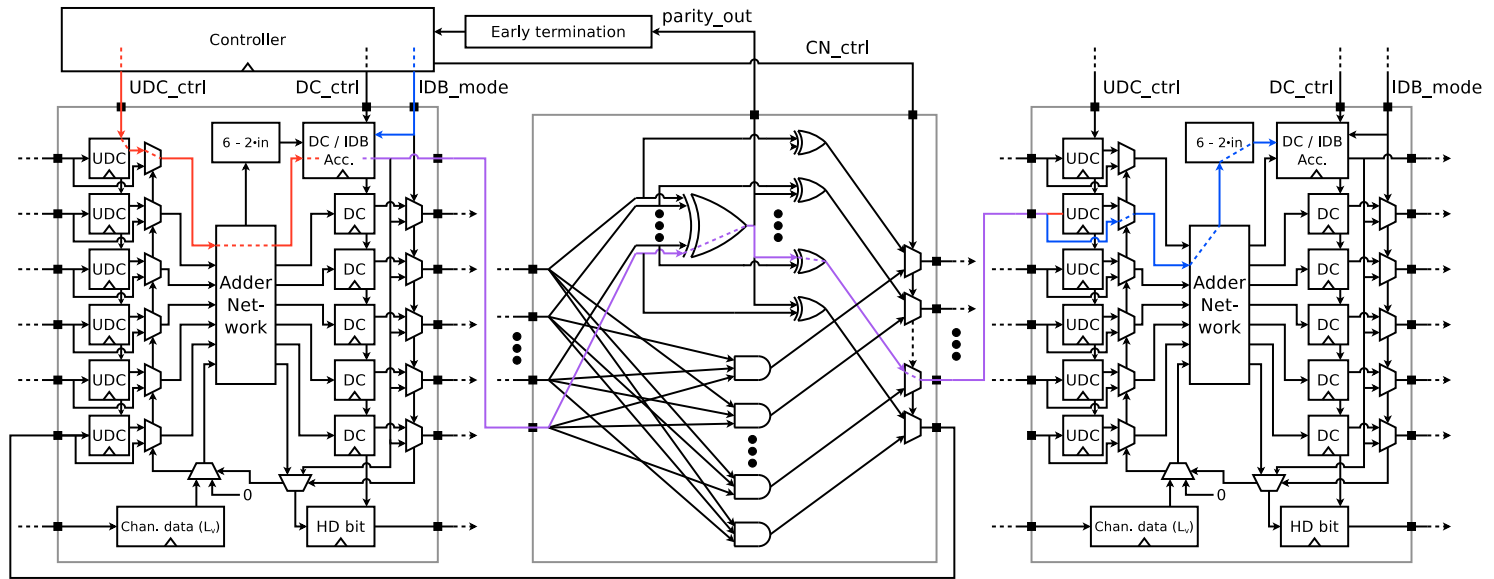 parity_out
Controller
Early termination
CN_ctrl
UDC_ctrl
DC_ctrl
IDB_mode
UDC_ctrl
DC_ctrl
IDB_mode
6 - 2•in
DC / IDB
Acc.
UDC
UDC
DC
UDC
DC
Adder
Net-
work
UDC
DC
UDC
DC
UDC
DC
0
Chan. data (Lv)
HD bit
6 - 2•in
DC / IDB
Acc.
UDC
UDC
DC
UDC
DC
Adder
Net-
work
UDC
DC
UDC
DC
UDC
DC
0
Chan. data (Lv)
HD bit